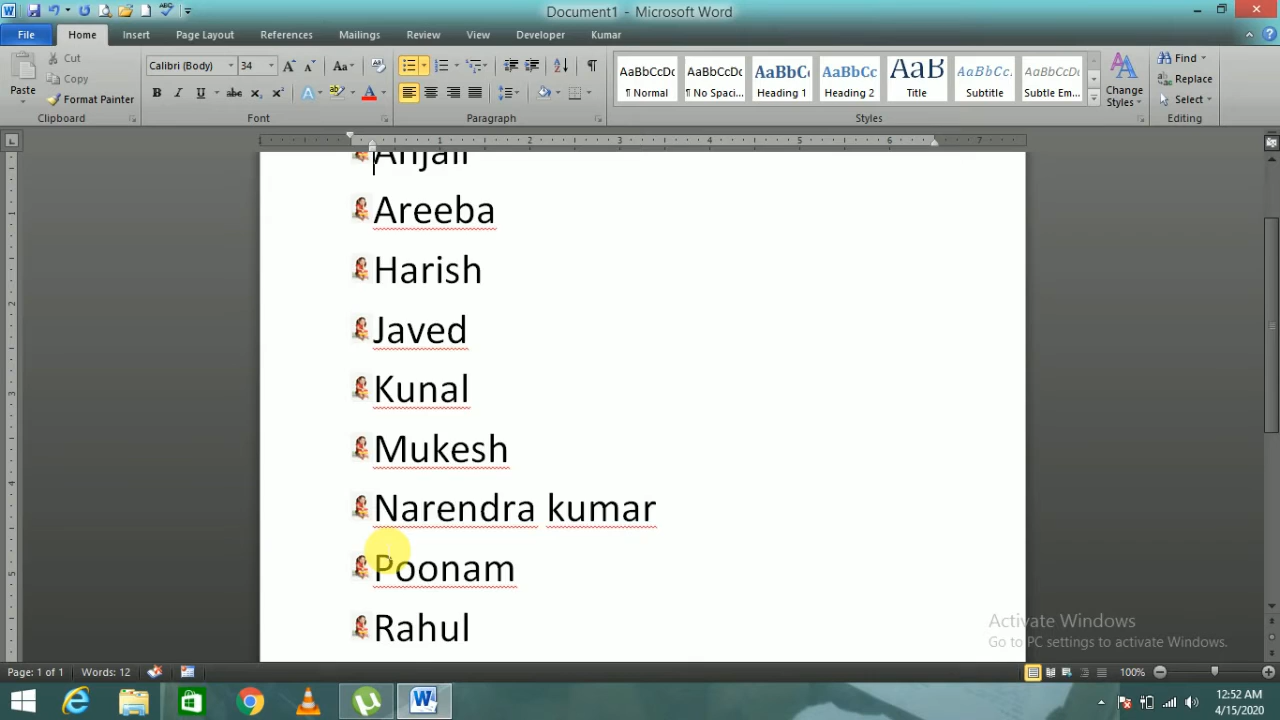 Document1 - Microsoft Word
File Home Insert Page Layout References Mailings Review View Developer Kumar
Paste
Cut
Copy
Format Painter
Clipboard
Calibri (Body) 34
Font
Paragraph
AaBbCcDc AaBbCcDc AaBbC AaBbCc AaB AaBbCc. AaBbCcDc
¶ Normal ¶ No Spaci... Heading 1 Heading 2 Title Subtitle Subtle Em...
Change Styles
Styles
Find
Replace
Select
Editing
Anjali
Areeba
Harish
Javed
Kunal
Mukesh
Narendra kumar
Poonam
Rahul
Activate Windows
Go to PC settings to activate Windows.
Page: 1 of 1 Words: 12 100%
12:52 AM
4/15/2020